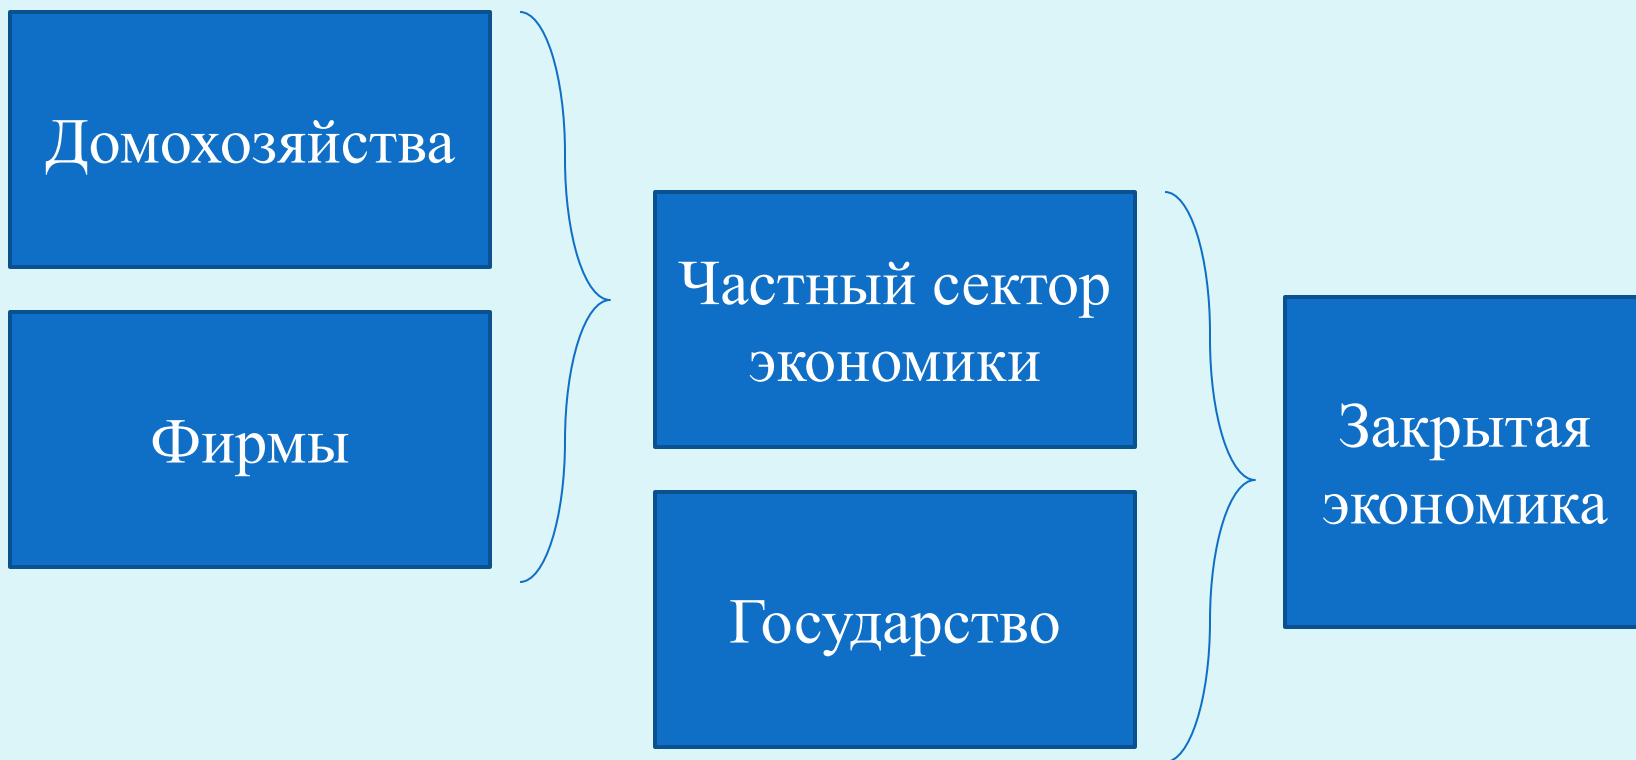 Домохозяйства
Фирмы
Частный сектор
экономики
Государство
Закрытая
экономика